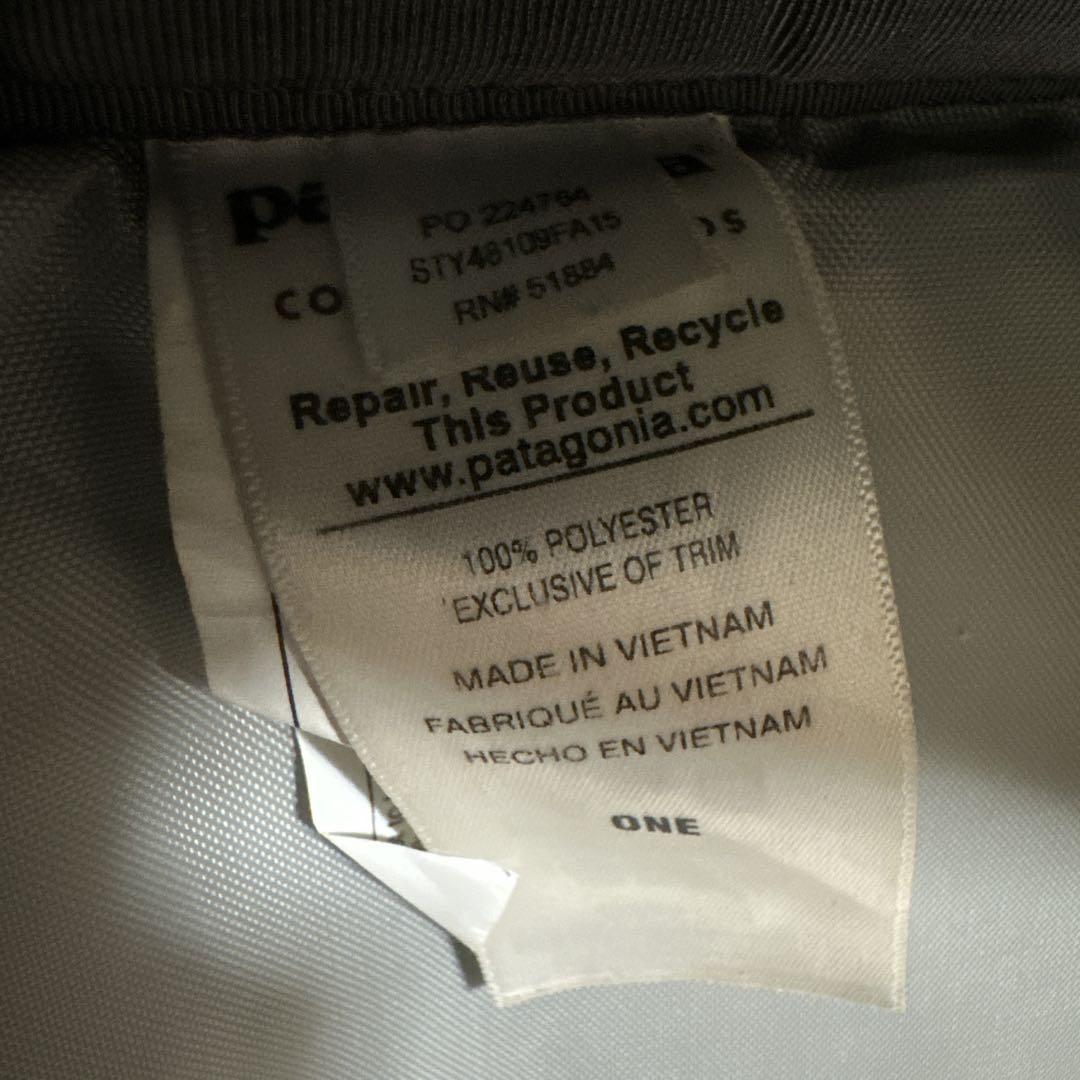 PO 224764
STY48109FA15
RN# 51884
Repair, Reuse, Recycle
This Product
www.patagonia.com
100% POLYESTER
EXCLUSIVE OF TRIM
MADE IN VIETNAM
FABRIQUÉ AU VIETNAM
HECHO EN VIETNAM
ONE